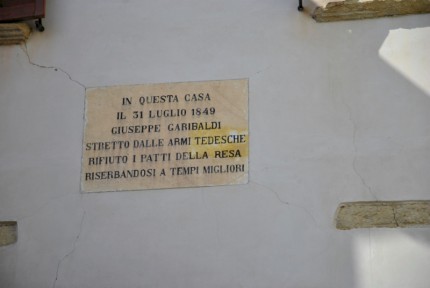 IN QUESTA CASA
IL 31 LUGLIO 1849
GIUSEPPE GARIBALDI
STRETTO DALLE ARMI TEDESCHE
RIFIUTO I PATTI DELLA RESA
RISERBANDOSI A TEMPI MIGLIORI